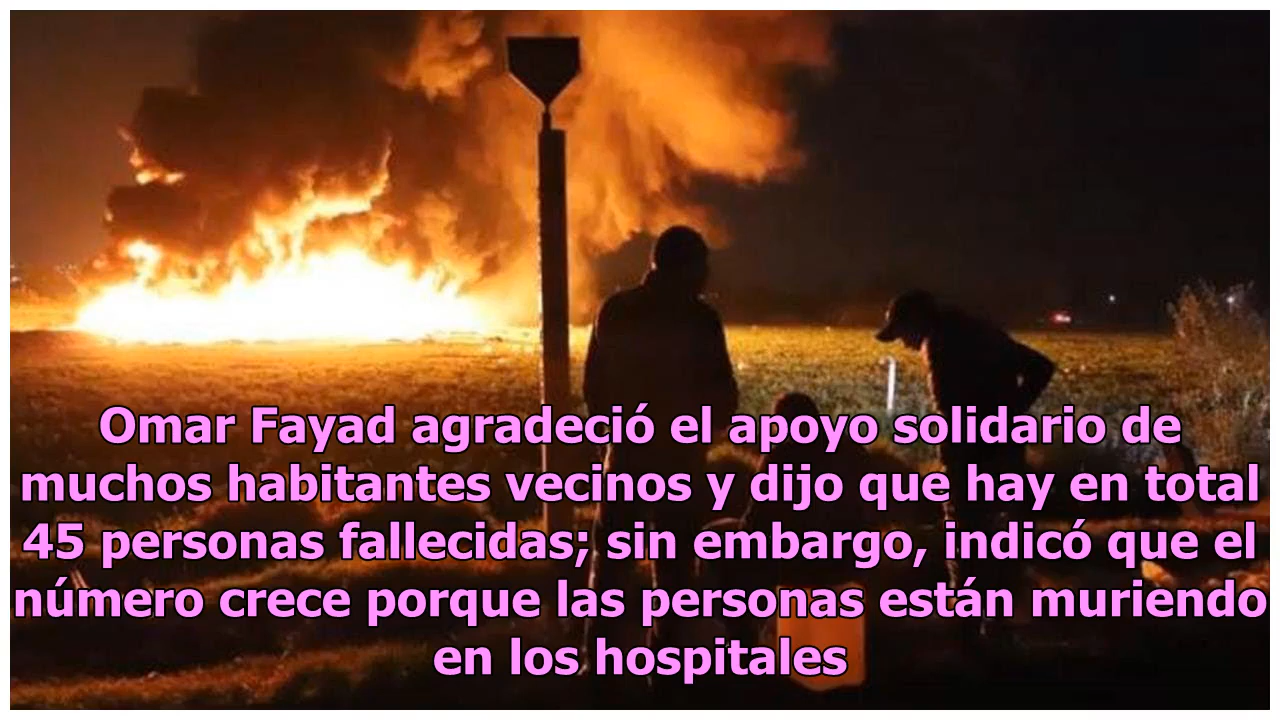 Omar Fayad agradeció el apoyo solidario de
muchos habitantes vecinos y dijo que hay en total
45 personas fallecidas; sin embargo, indicó que el
número crece porque las personas están muriendo
en los hospitales